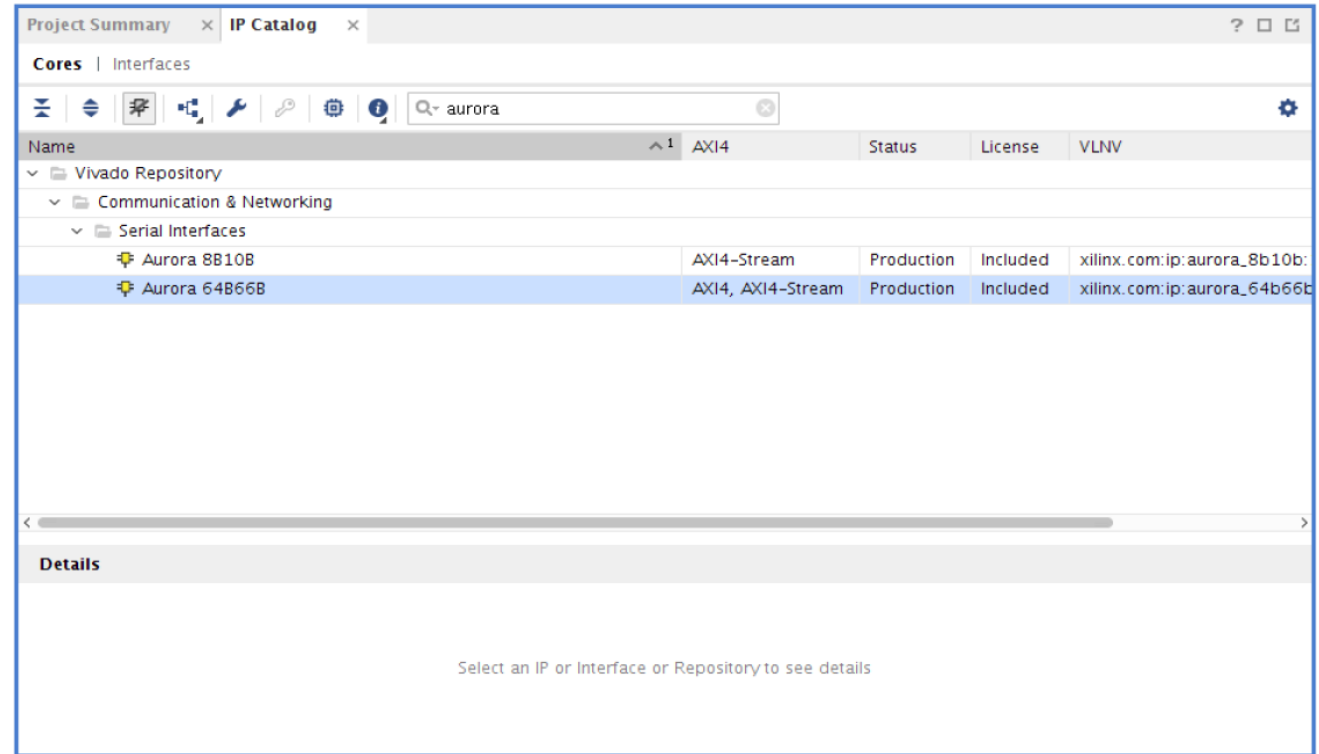 Project Summary × IP Catalog ×
Cores | Interfaces
aurora
Name 1 AXI4 Status License VLNV
Vivado Repository
Communication & Networking
Serial Interfaces
Aurora 8B10B AXI4-Stream Production Included xilinx.com:ip:aurora_8b10b:
Aurora 64B66B AXI4, AXI4-Stream Production Included xilinx.com:ip:aurora_64b66b
Details
Select an IP or Interface or Repository to see details